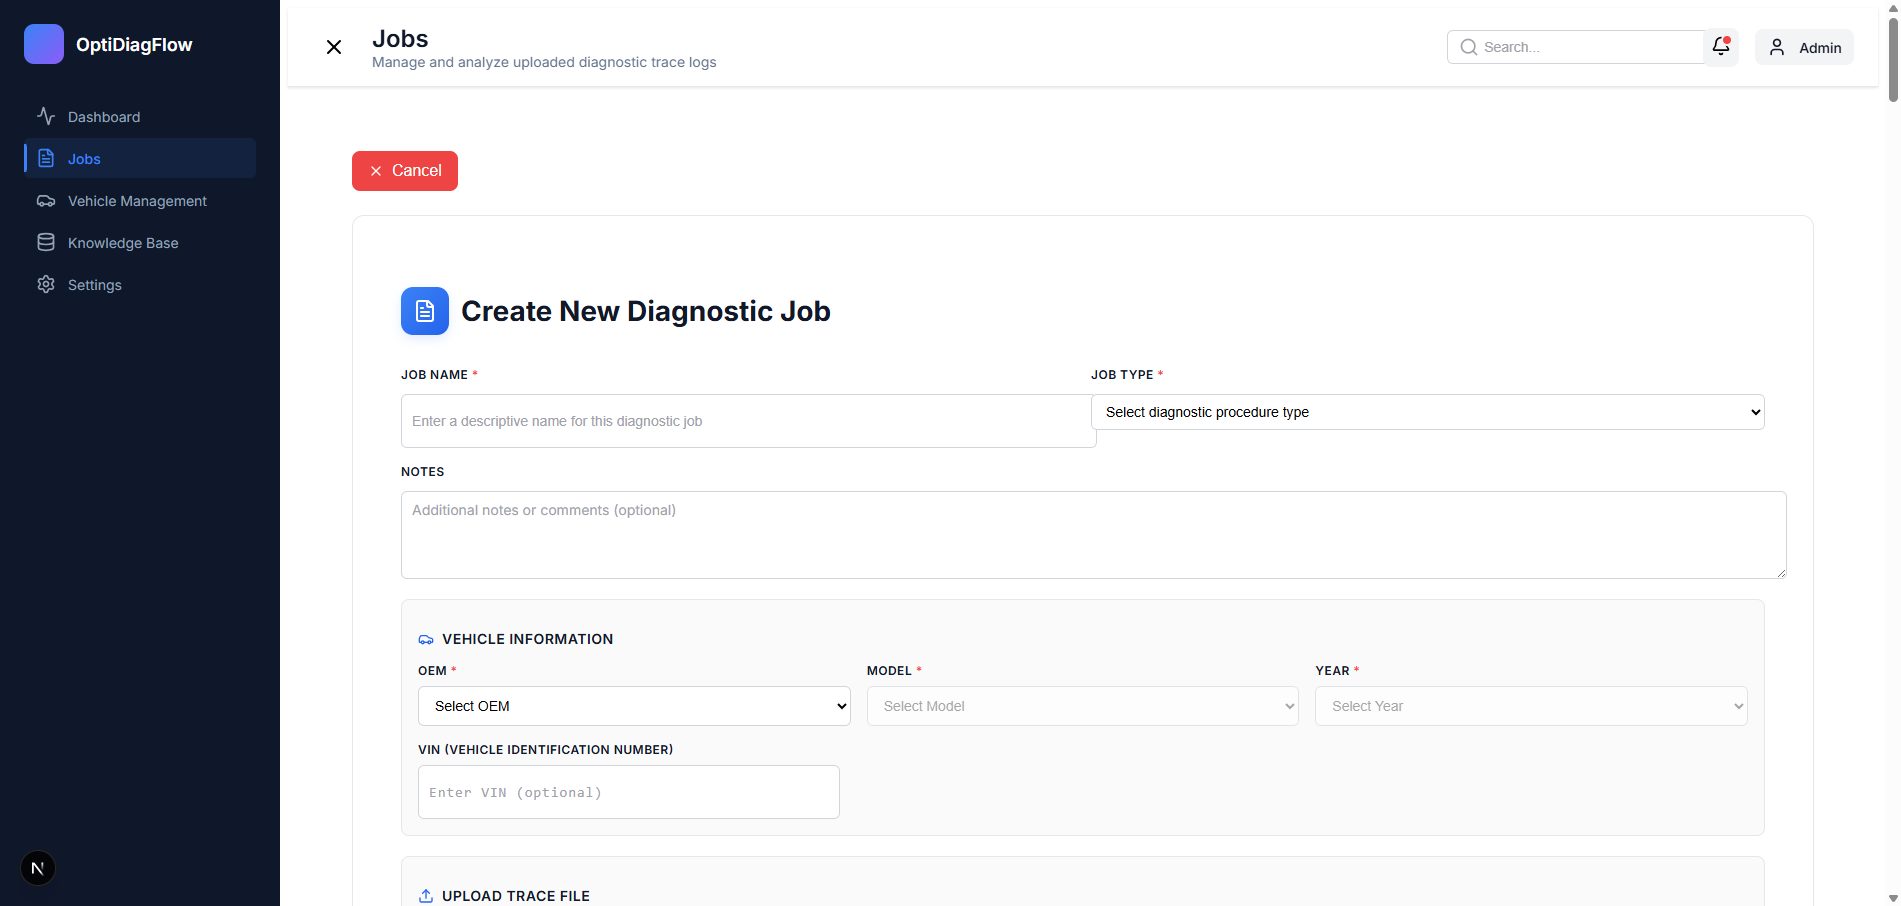 OptiDiagFlow
Dashboard
Jobs
Vehicle Management
Knowledge Base
Settings
N
Jobs
Manage and analyze uploaded diagnostic trace logs
Search...
Admin
Cancel
Create New Diagnostic Job
JOB NAME *
JOB TYPE *
Enter a descriptive name for this diagnostic job
Select diagnostic procedure type
NOTES
Additional notes or comments (optional)
VEHICLE INFORMATION
OEM *
MODEL *
YEAR *
Select OEM
Select Model
Select Year
VIN (VEHICLE IDENTIFICATION NUMBER)
Enter VIN (optional)
UPLOAD TRACE FILE